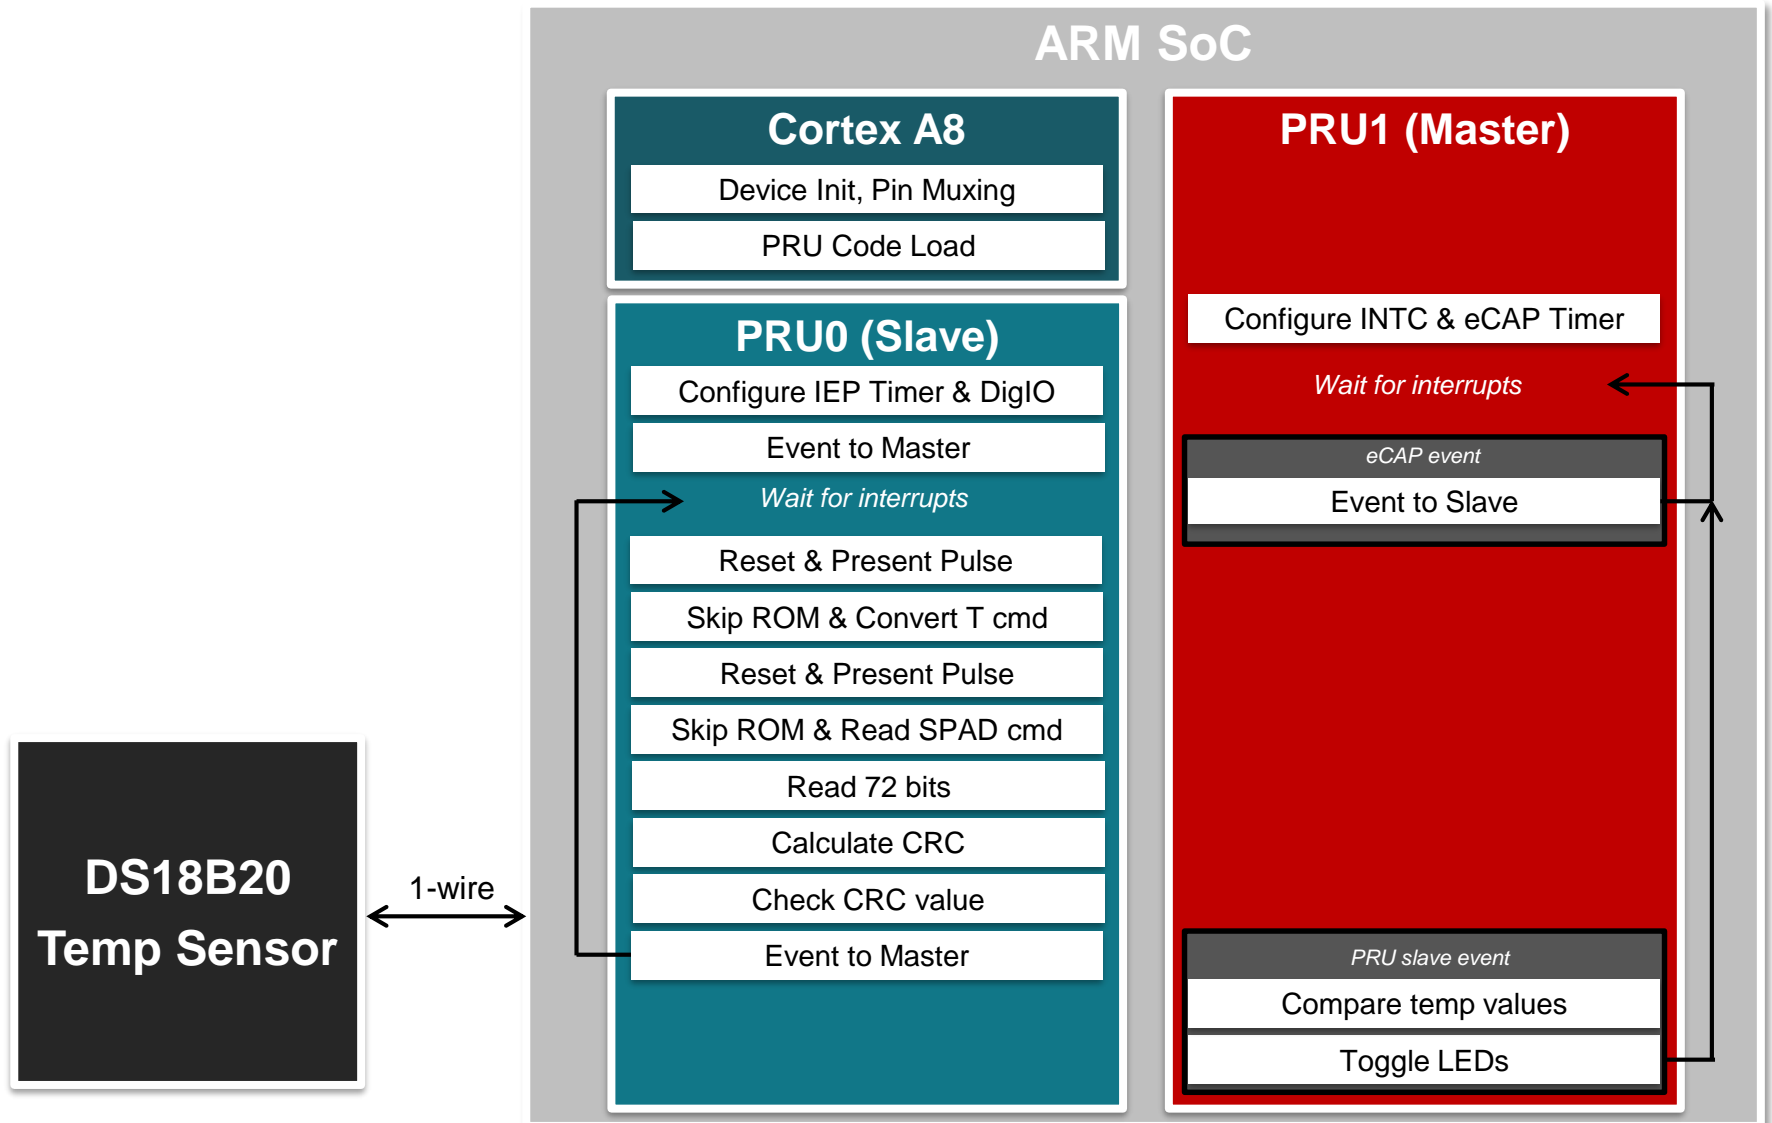 ARM SoC
Cortex A8
Device Init, Pin Muxing
PRU Code Load
PRU0 (Slave)
Configure IEP Timer & DigIO
Event to Master
Wait for interrupts
Reset & Present Pulse
Skip ROM & Convert T cmd
Reset & Present Pulse
Skip ROM & Read SPAD cmd
Read 72 bits
Calculate CRC
Check CRC value
Event to Master
PRU1 (Master)
Configure INTC & eCAP Timer
Wait for interrupts
eCAP event
Event to Slave
PRU slave event
Compare temp values
Toggle LEDs
DS18B20
Temp Sensor
1-wire